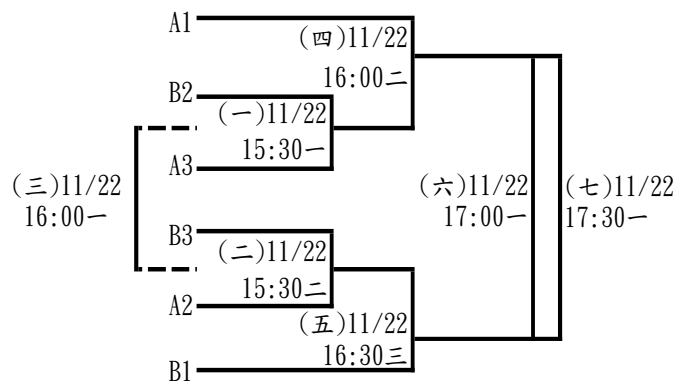 A1
(四)11/22
16:00二
B2
(一)11/22
15:30一
A3
(三)11/22
16:00一
(六)11/22
17:00一
(七)11/22
17:30一
B3
(二)11/22
15:30二
A2
(五)11/22
16:30三
B1